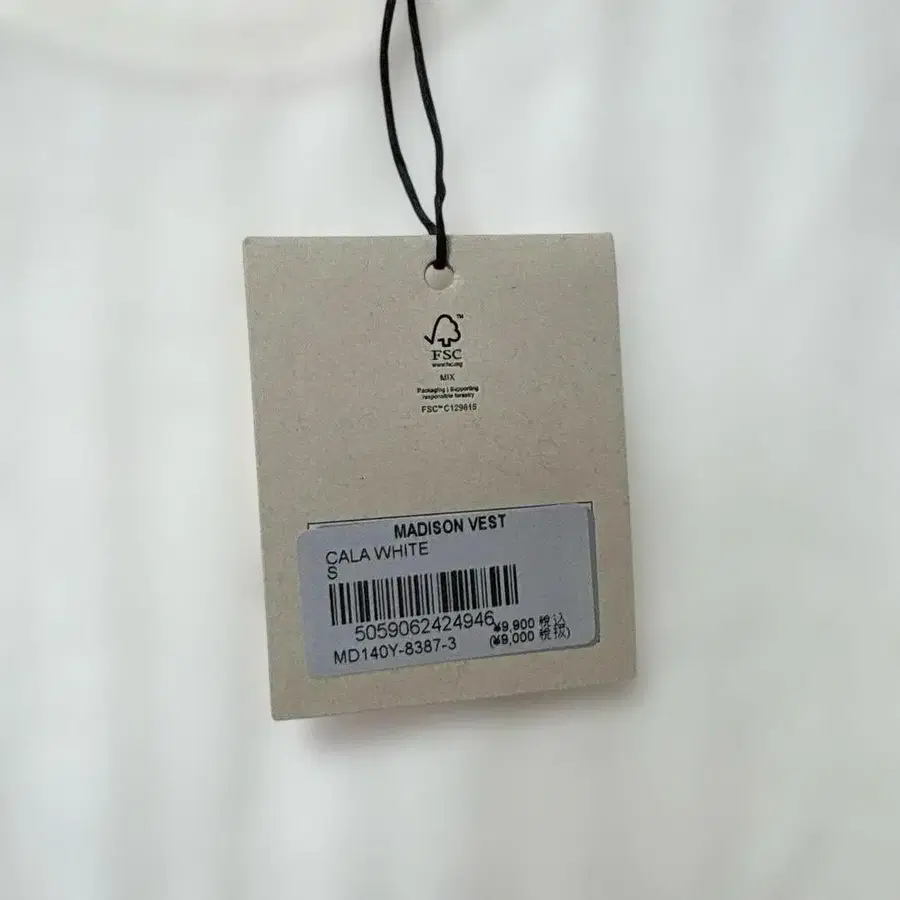 FSC™
www.fsc.org
MIX
Packaging | Supporting
responsible forestry
FSC™ C129815
MADISON VEST
CALA WHITE
S
5059062424946
¥9,900 税込
MD140Y-8387-3
(¥9,000 税抜)